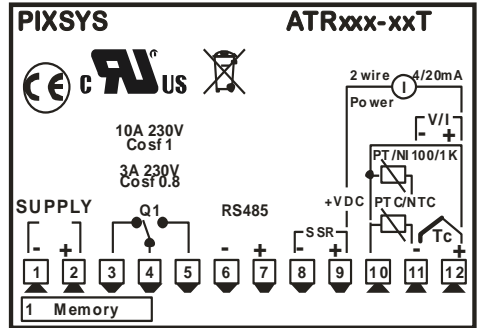 PIXSYS ATRxxx-xxT
CE c RU US
2 wire 4/20mA
I
Power
V/I
- +
10A 230V
Cosf 1
PT/NI 100/1K
3A 230V
Cosf 0.8
SUPPLY Q1 RS485 +VDC PTC/NTC
- + - + SSR - + Tc
- +
1 2 3 4 5 6 7 8 9 10 11 12
1 Memory